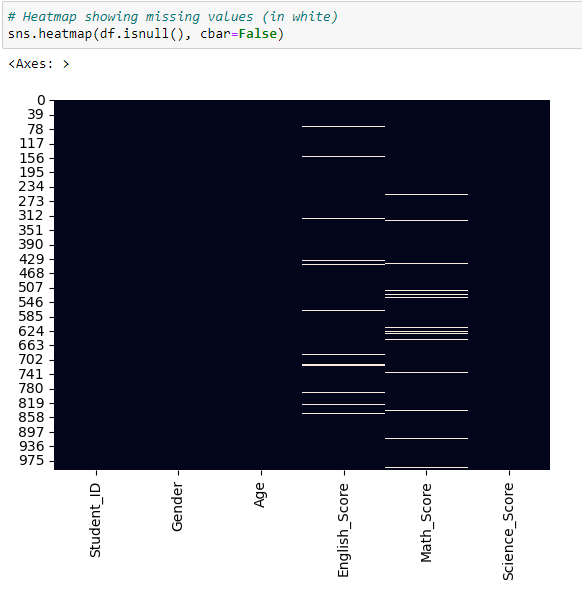 # Heatmap showing missing values (in white)
sns.heatmap(df.isnull(), cbar=False)
<Axes: >
0
39
78
117
156
195
234
273
312
351
390
429
468
507
546
585
624
663
702
741
780
819
858
897
936
975
Student_ID
Gender
Age
English_Score
Math_Score
Science_Score